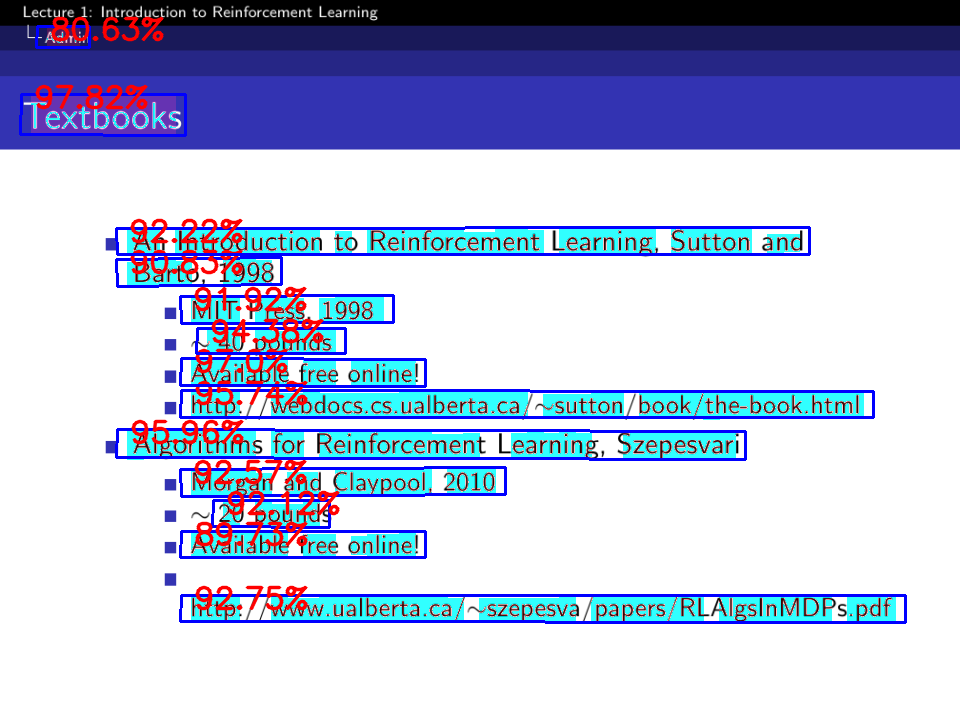 Lecture 1: Introduction to Reinforcement Learning
Admin
80.63%
97.82%
Textbooks
92.22%
An Introduction to Reinforcement Learning, Sutton and
90.83%
Barto, 1998
91.92%
MIT Press, 1998
94.38%
~ 40 pounds
97.0%
Available free online!
95.74%
http://webdocs.cs.ualberta.ca/~sutton/book/the-book.html
95.96%
Algorithms for Reinforcement Learning, Szepesvari
92.57%
Morgan and Claypool, 2010
92.12%
~ 20 pounds
89.73%
Available free online!
92.75%
http://www.ualberta.ca/~szepesva/papers/RLAlgsInMDPs.pdf